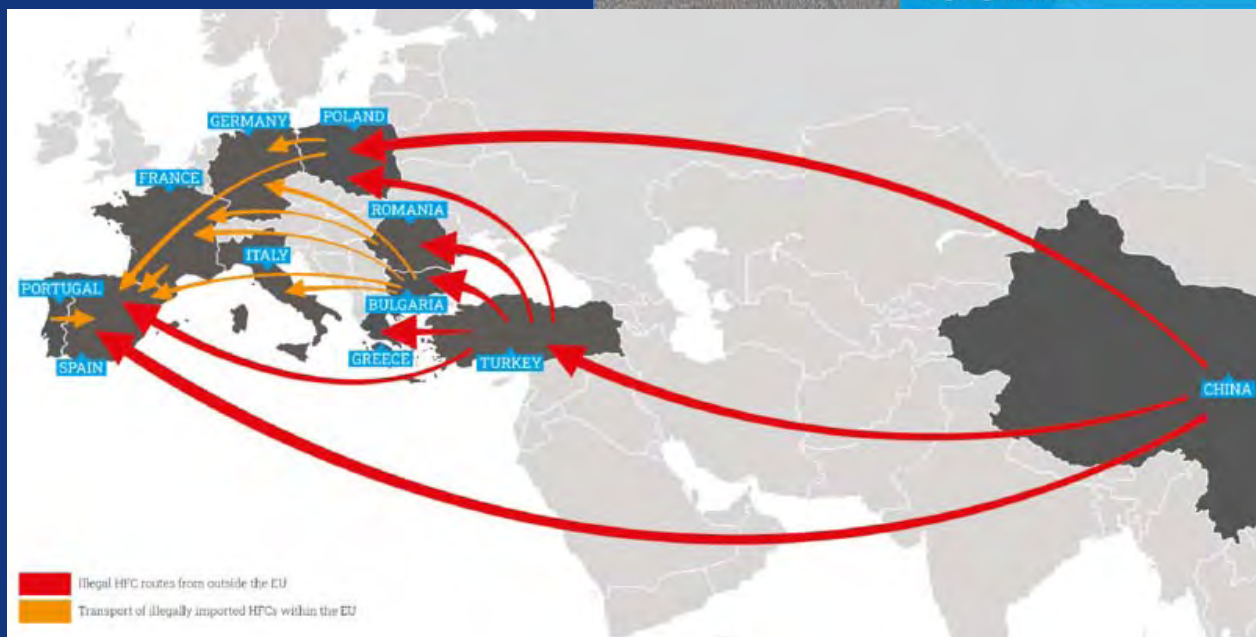 GERMANY
POLAND
FRANCE
ROMANIA
ITALY
PORTUGAL
BULGARIA
SPAIN
GREECE
TURKEY
CHINA
Illegal HFC routes from outside the EU
Transport of illegally imported HFCs within the EU